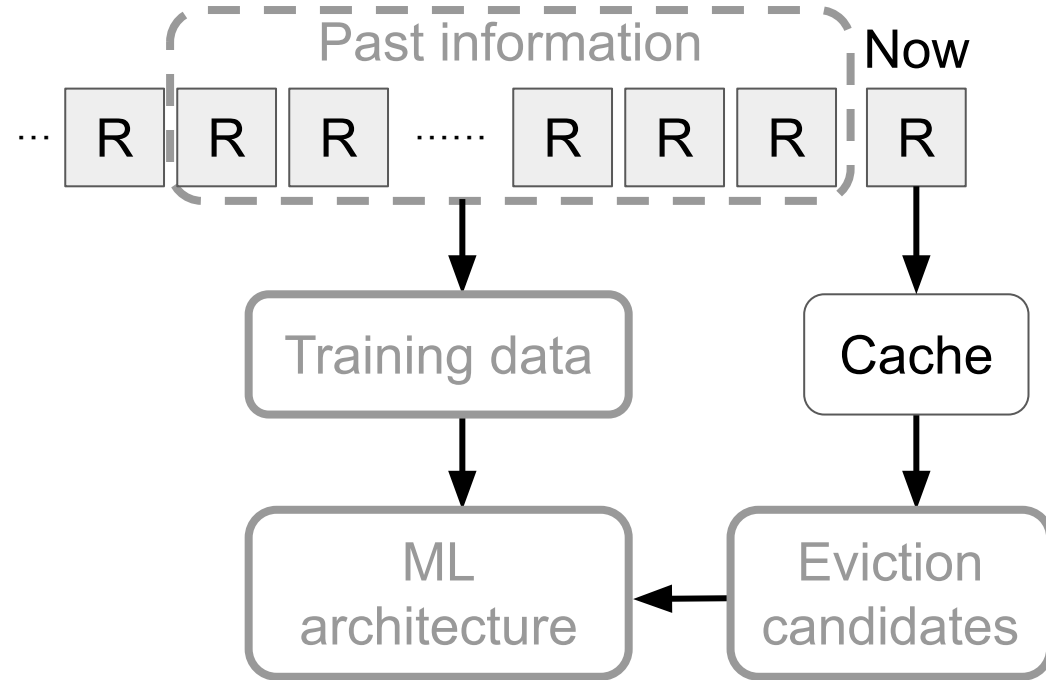 Past information
Now
... R R R ...... R R R R
Training data
Cache
ML
architecture
Eviction
candidates